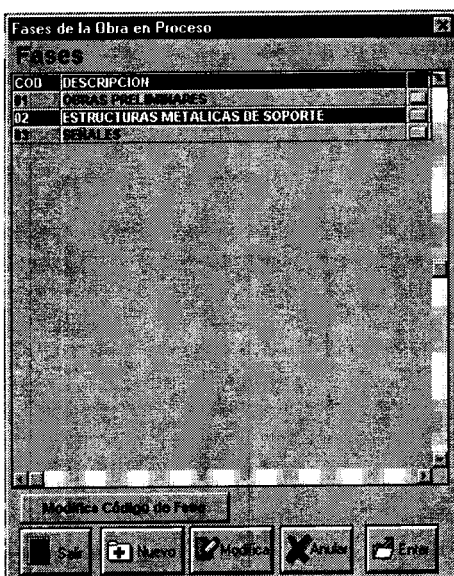 Fases de la Obra en Proceso
Fases
COD DESCRIPCION
01 OBRAS PRELIMINARES
02 ESTRUCTURAS METALICAS DE SOPORTE
03 SEÑALES
Modifica Código de Fase
Salir Nuevo Modifica Anular Entrar